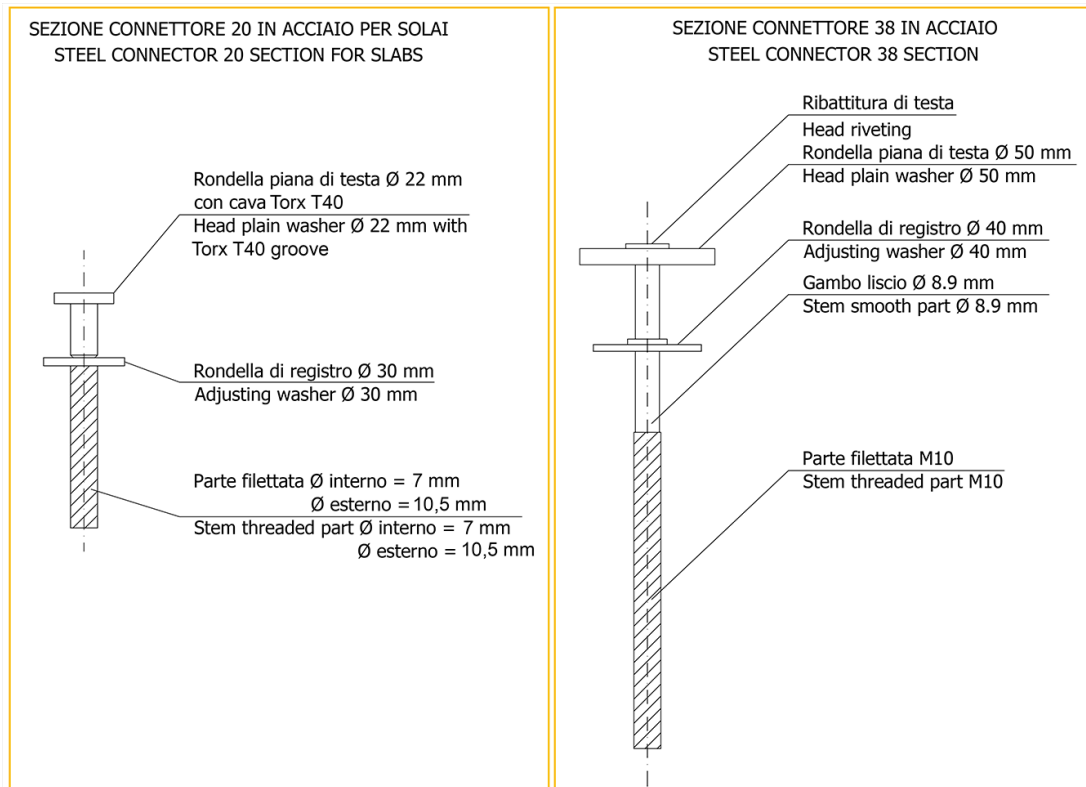 SEZIONE CONNETTORE 20 IN ACCIAIO PER SOLAI
STEEL CONNECTOR 20 SECTION FOR SLABS
Rondella piana di testa Ø 22 mm
con cava Torx T40
Head plain washer Ø 22 mm with
Torx T40 groove
Rondella di registro Ø 30 mm
Adjusting washer Ø 30 mm
Parte filettata Ø interno = 7 mm
Ø esterno = 10,5 mm
Stem threaded part Ø interno = 7 mm
Ø esterno = 10,5 mm
SEZIONE CONNETTORE 38 IN ACCIAIO
STEEL CONNECTOR 38 SECTION
Ribattitura di testa
Head riveting
Rondella piana di testa Ø 50 mm
Head plain washer Ø 50 mm
Rondella di registro Ø 40 mm
Adjusting washer Ø 40 mm
Gambo liscio Ø 8.9 mm
Stem smooth part Ø 8.9 mm
Parte filettata M10
Stem threaded part M10